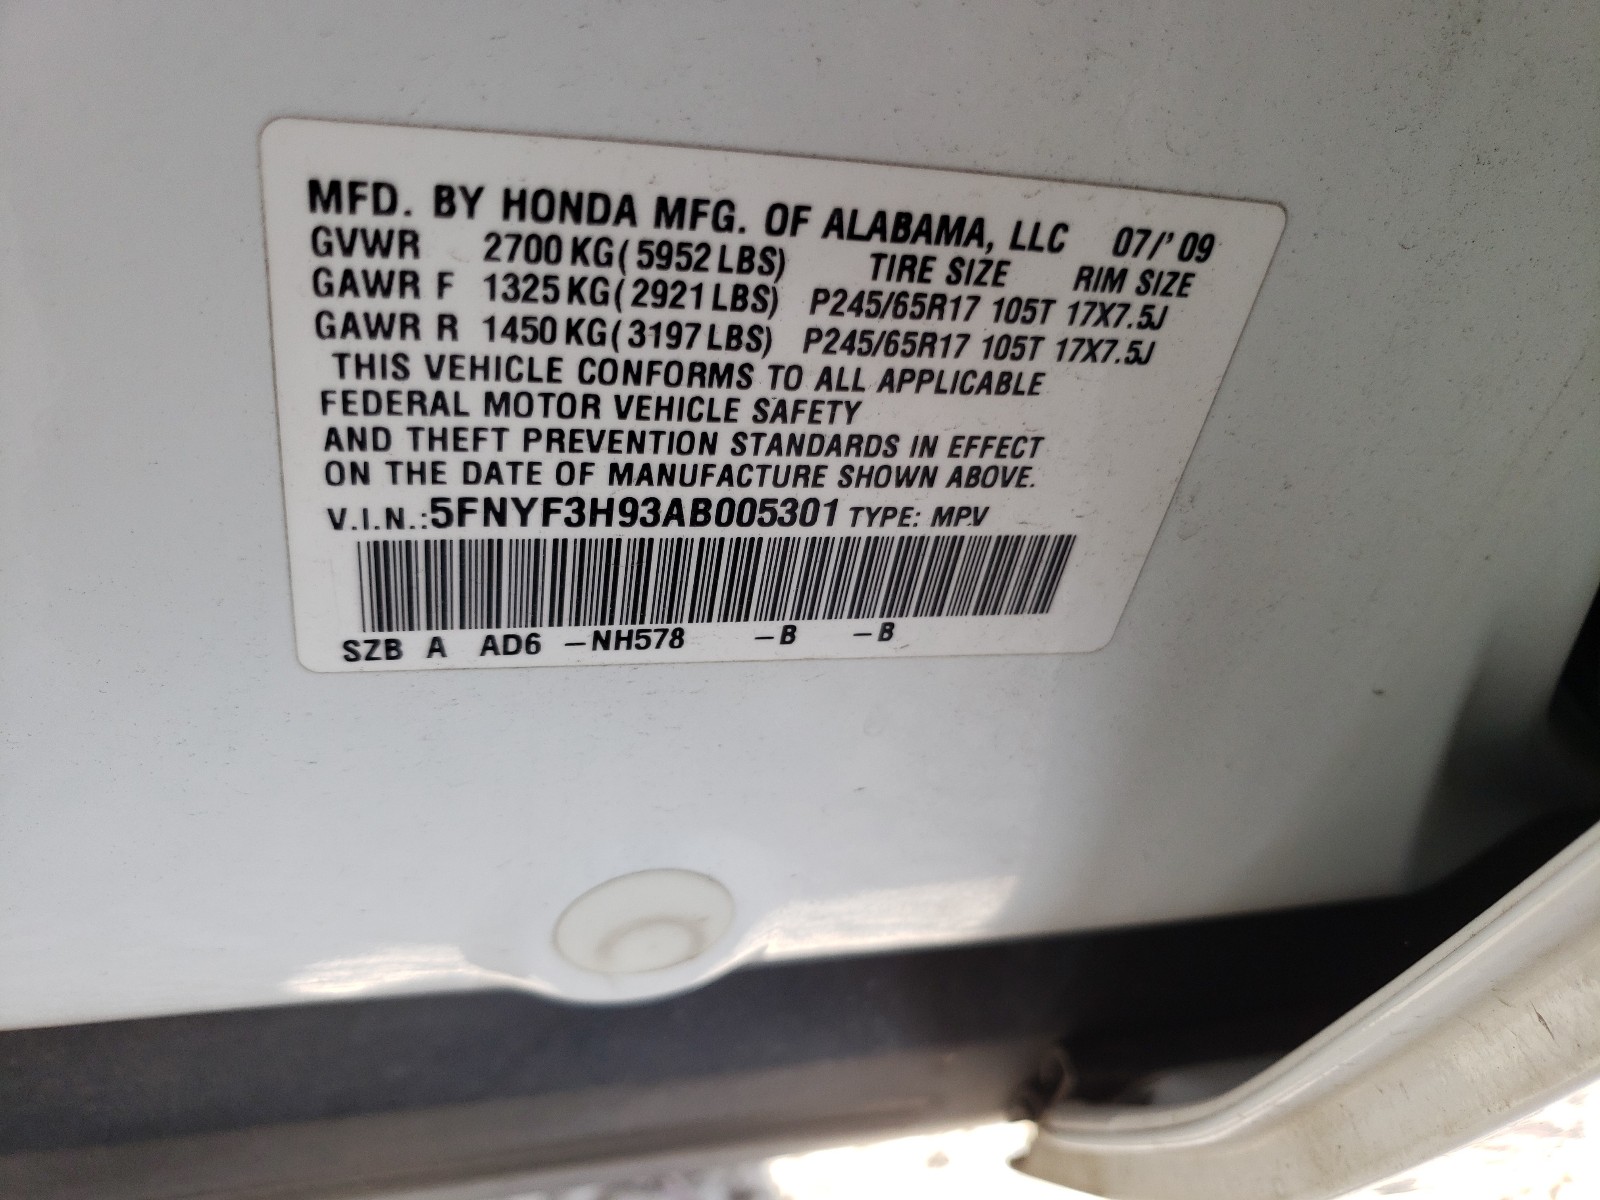 MFD. BY HONDA MFG. OF ALABAMA, LLC 07/' 09
GVWR 2700 KG( 5952 LBS) TIRE SIZE RIM SIZE
GAWR F 1325 KG( 2921 LBS) P245/65R17 105T 17X7.5J
GAWR R 1450 KG( 3197 LBS) P245/65R17 105T 17X7.5J
THIS VEHICLE CONFORMS TO ALL APPLICABLE
FEDERAL MOTOR VEHICLE SAFETY
AND THEFT PREVENTION STANDARDS IN EFFECT
ON THE DATE OF MANUFACTURE SHOWN ABOVE.
V.I.N.:5FNYF3H93AB005301 TYPE: MPV
SZB A AD6 -NH578 -B -B